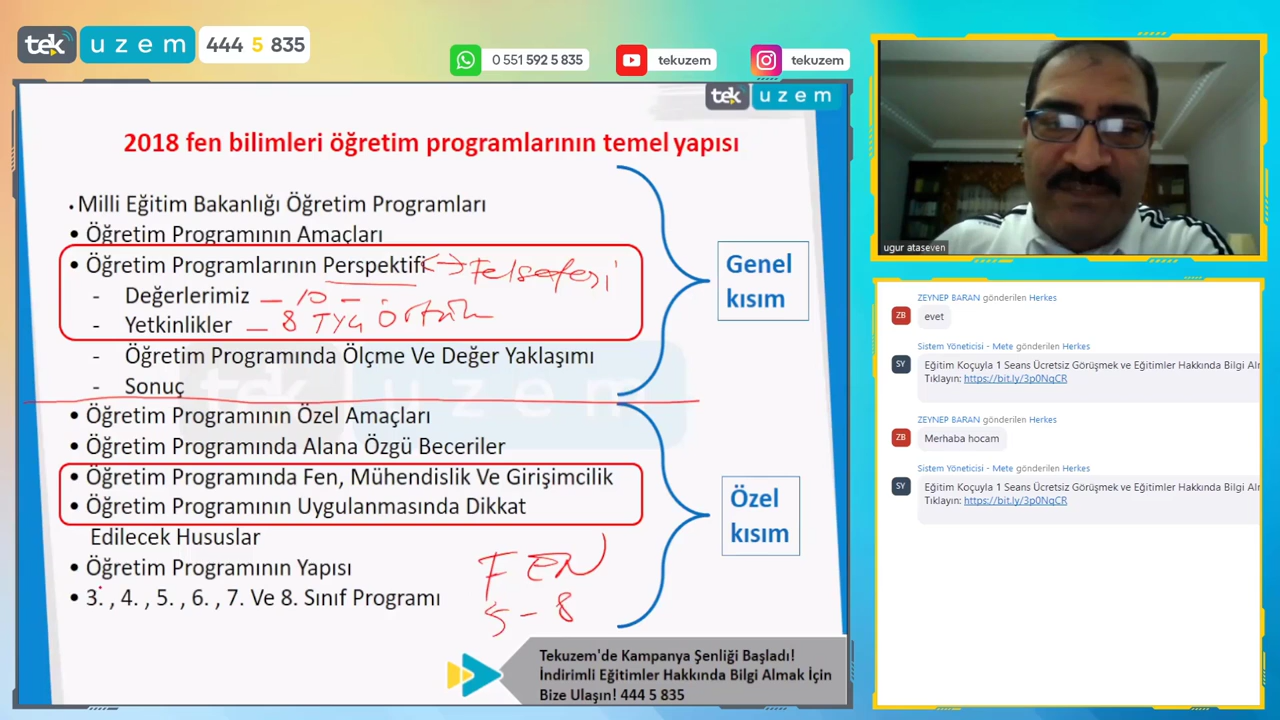 tek uzem 444 5 835
0 551 592 5 835
tekuzem
tekuzem
tek uzem
2018 fen bilimleri öğretim programlarının temel yapısı
. Milli Eğitim Bakanlığı Öğretim Programları
• Öğretim Programının Amaçları
• Öğretim Programlarının Perspektifi <-> Felsefesi
- Değerlerimiz _ 10 -
- Yetkinlikler _ 8 TYÇ Örtük
- Öğretim Programında Ölçme Ve Değer Yaklaşımı
- Sonuç
Genel
kısım
• Öğretim Programının Özel Amaçları
• Öğretim Programında Alana Özgü Beceriler
• Öğretim Programında Fen, Mühendislik Ve Girişimcilik
• Öğretim Programının Uygulanmasında Dikkat
Edilecek Hususlar
• Öğretim Programının Yapısı
• 3. , 4. , 5. , 6. , 7. Ve 8. Sınıf Programı
Özel
kısım
FEN
5 - 8
uzem
Tekuzem'de Kampanya Şenliği Başladı!
İndirimli Eğitimler Hakkında Bilgi Almak İçin
Bize Ulaşın! 444 5 835
ugur ataseven
ZEYNEP BARAN gönderilen Herkes
ZB evet
Sistem Yöneticisi - Mete gönderilen Herkes
SY Eğitim Koçuyla 1 Seans Ücretsiz Görüşmek ve Eğitimler Hakkında Bilgi Al
Tıklayın: https://bit.ly/3p0NqCR
ZEYNEP BARAN gönderilen Herkes
ZB Merhaba hocam
Sistem Yöneticisi - Mete gönderilen Herkes
SY Eğitim Koçuyla 1 Seans Ücretsiz Görüşmek ve Eğitimler Hakkında Bilgi Al
Tıklayın: https://bit.ly/3p0NqCR